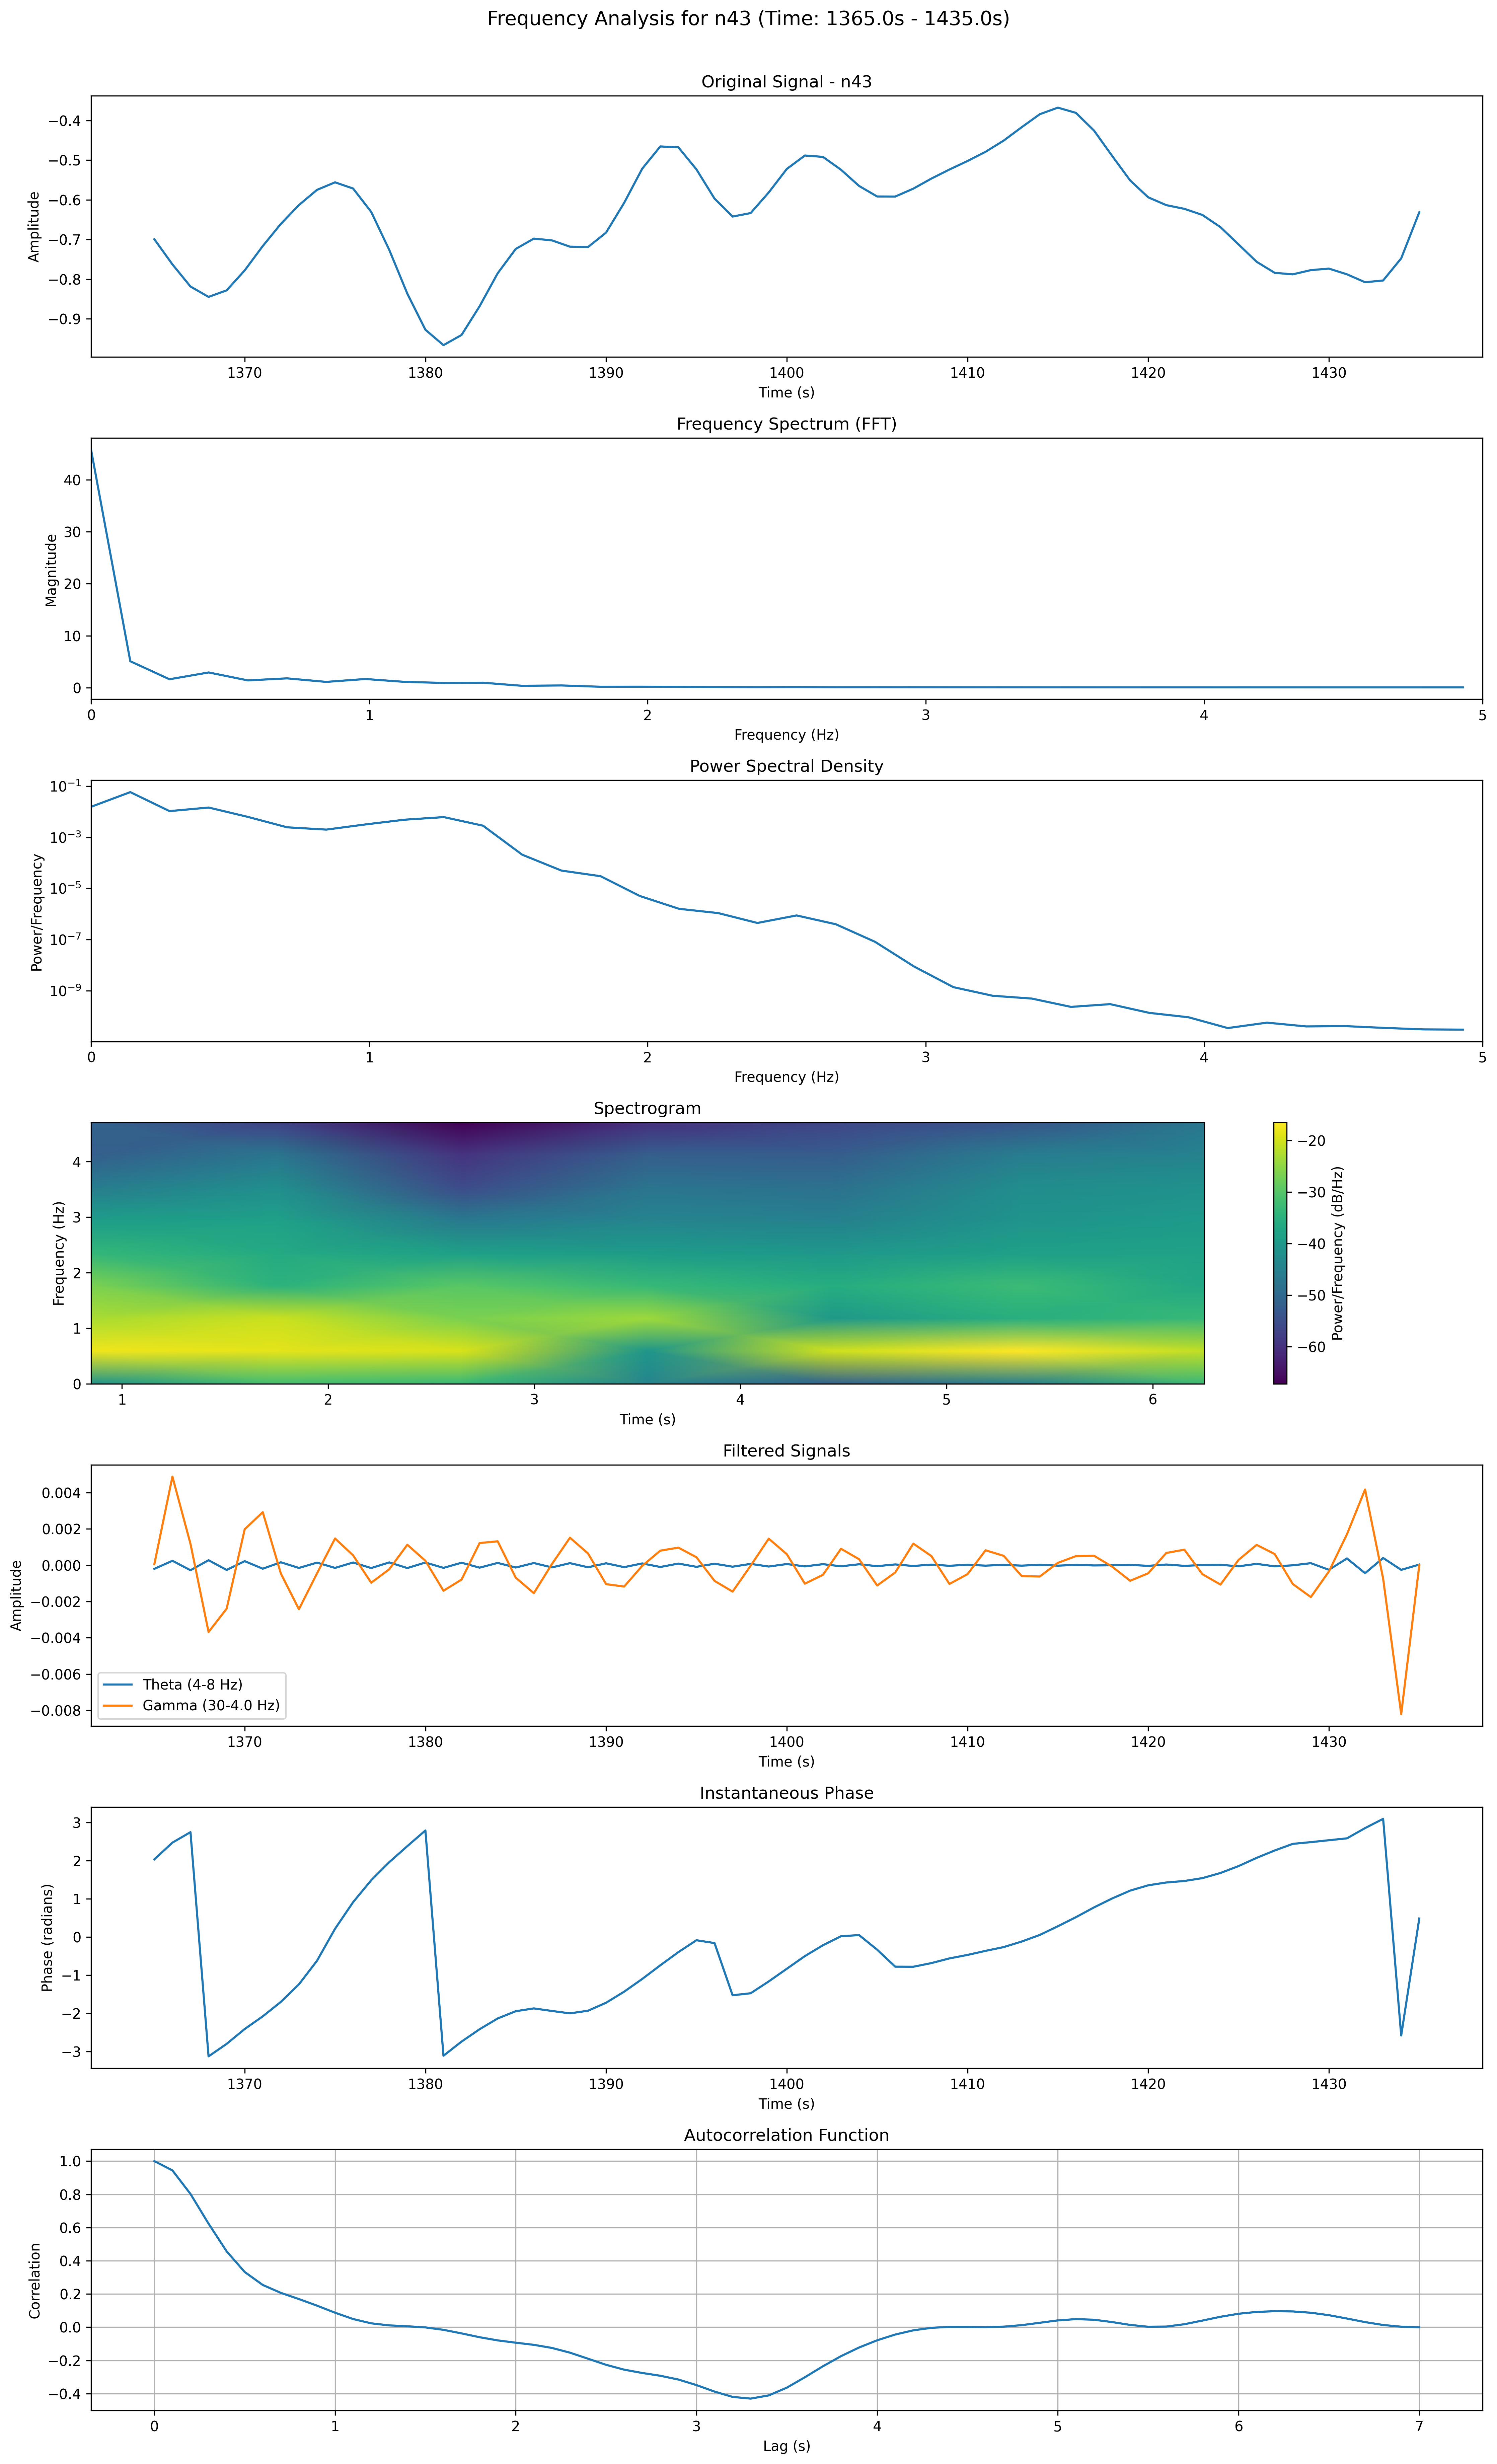 Frequency Analysis for n43 (Time: 1365.0s - 1435.0s)
Original Signal - n43
Amplitude
−0.4
−0.5
−0.6
−0.7
−0.8
−0.9
1370 1380 1390 1400 1410 1420 1430
Time (s)
Frequency Spectrum (FFT)
Magnitude
40
30
20
10
0
0 1 2 3 4 5
Frequency (Hz)
Power Spectral Density
Power/Frequency
10⁻¹
10⁻³
10⁻⁵
10⁻⁷
10⁻⁹
0 1 2 3 4 5
Frequency (Hz)
Spectrogram
Frequency (Hz)
4
3
2
1
0
1 2 3 4 5 6
Time (s)
−20
−30
−40
−50
−60
Power/Frequency (dB/Hz)
Filtered Signals
Amplitude
0.004
0.002
0.000
−0.002
−0.004
−0.006
−0.008
Theta (4-8 Hz)
Gamma (30-4.0 Hz)
1370 1380 1390 1400 1410 1420 1430
Time (s)
Instantaneous Phase
Phase (radians)
3
2
1
0
−1
−2
−3
1370 1380 1390 1400 1410 1420 1430
Time (s)
Autocorrelation Function
Correlation
1.0
0.8
0.6
0.4
0.2
0.0
−0.2
−0.4
0 1 2 3 4 5 6 7
Lag (s)